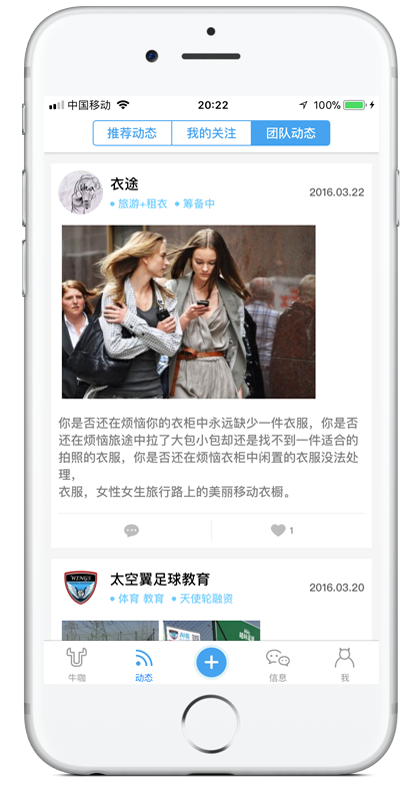 中国移动 20:22 100%
推荐动态 我的关注 团队动态
衣途
2016.03.22
旅游+租衣 筹备中
你是否还在烦恼你的衣柜中永远缺少一件衣服，你是否
还在烦恼旅途中拉了大包小包却还是找不到一件适合的
拍照的衣服，你是否还在烦恼衣柜中闲置的衣服没法处
理，
衣服，女性女生旅行路上的美丽移动衣橱。
1
WINGS
太空翼足球教育
2016.03.20
体育 教育 天使轮融资
牛咖 动态 信息 我